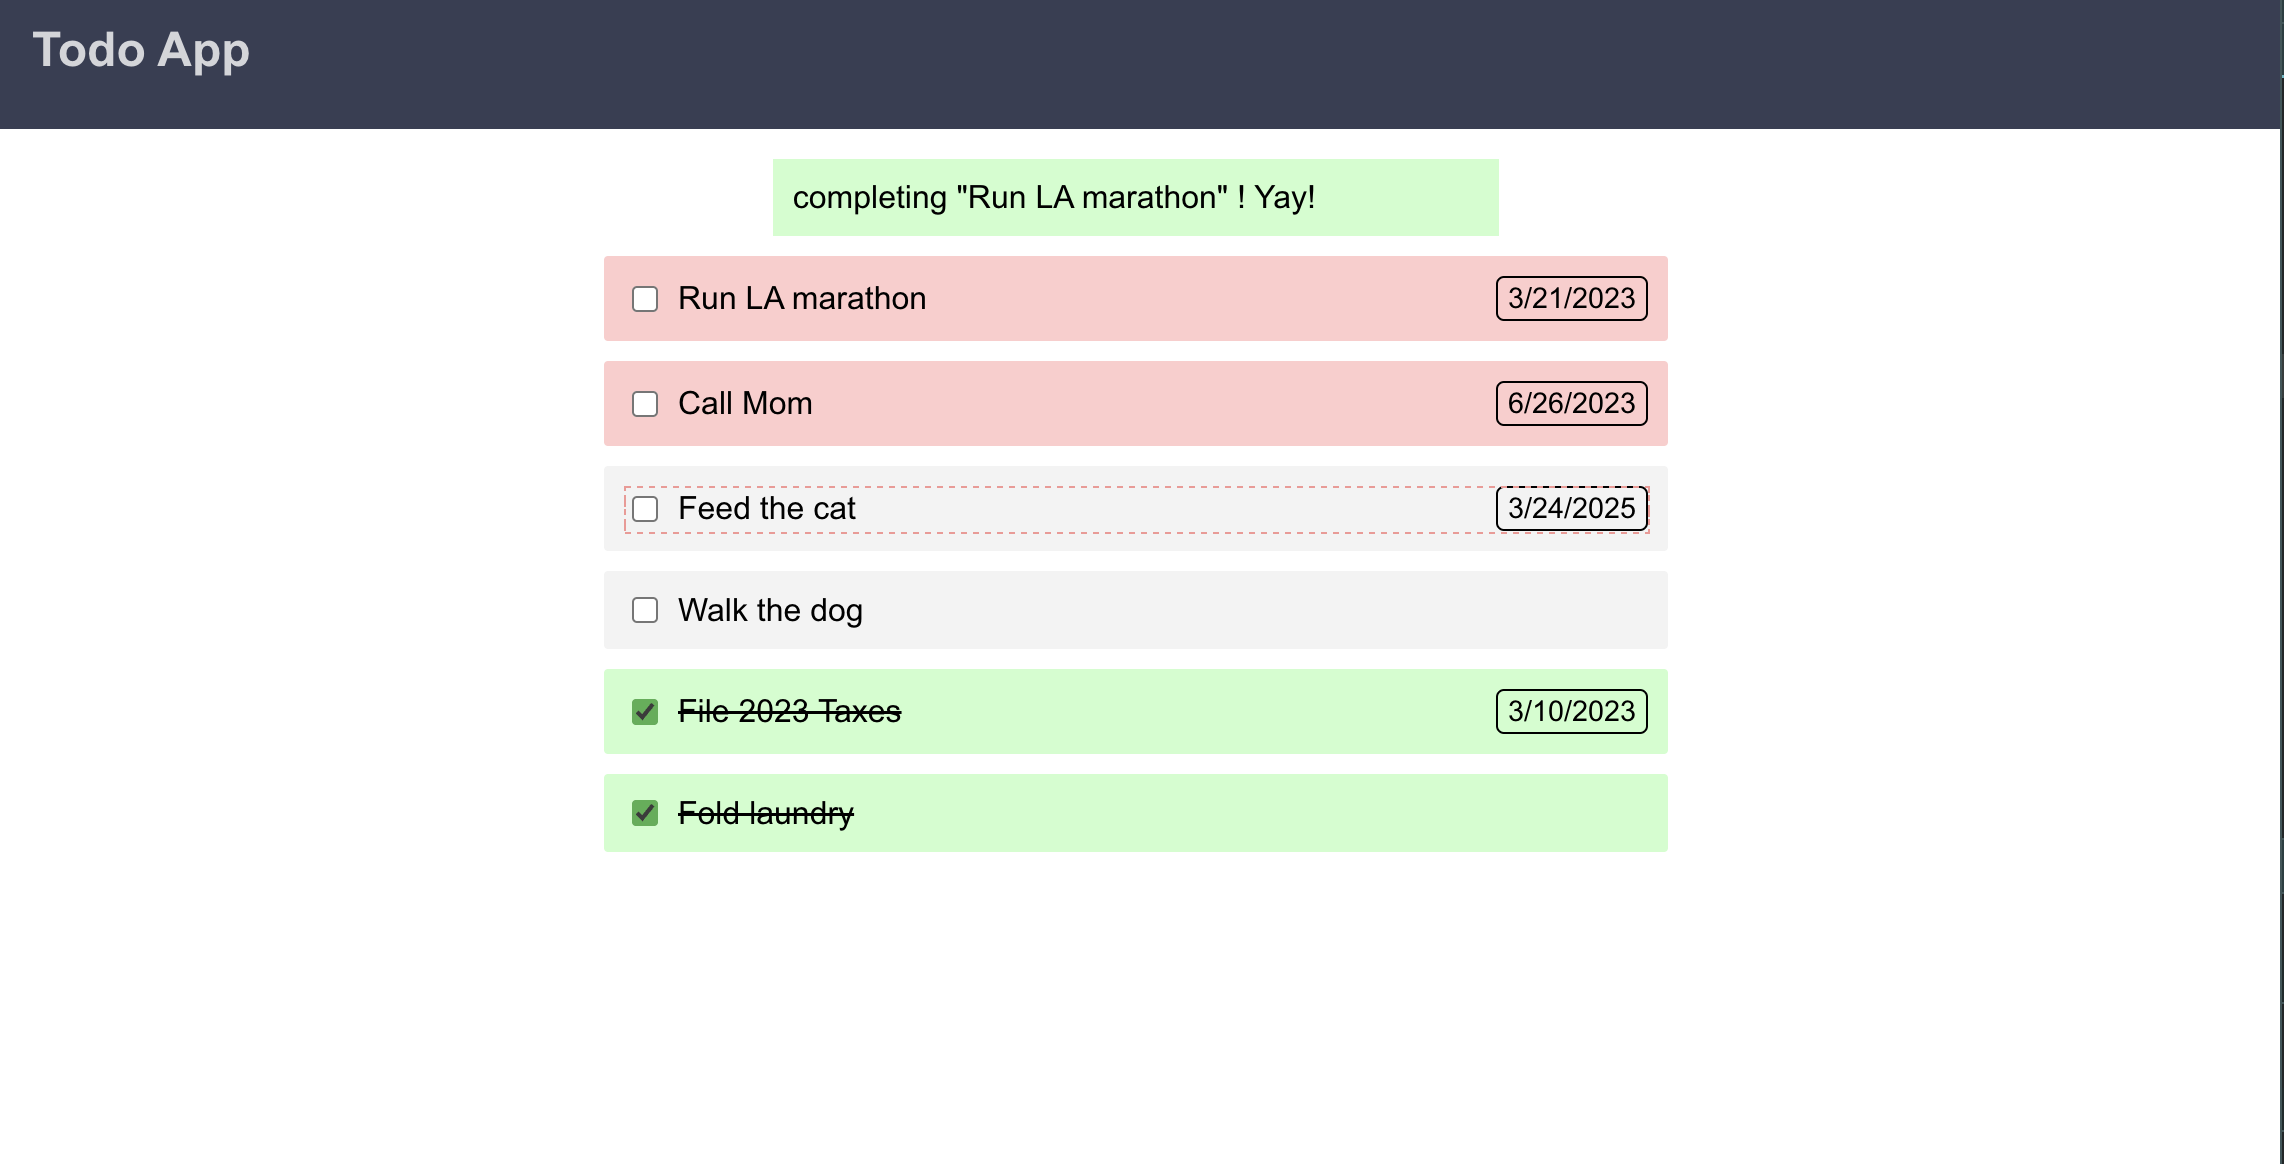 Todo App
completing "Run LA marathon" ! Yay!
Run LA marathon 3/21/2023
Call Mom 6/26/2023
Feed the cat 3/24/2025
Walk the dog
File 2023 Taxes 3/10/2023
Fold laundry